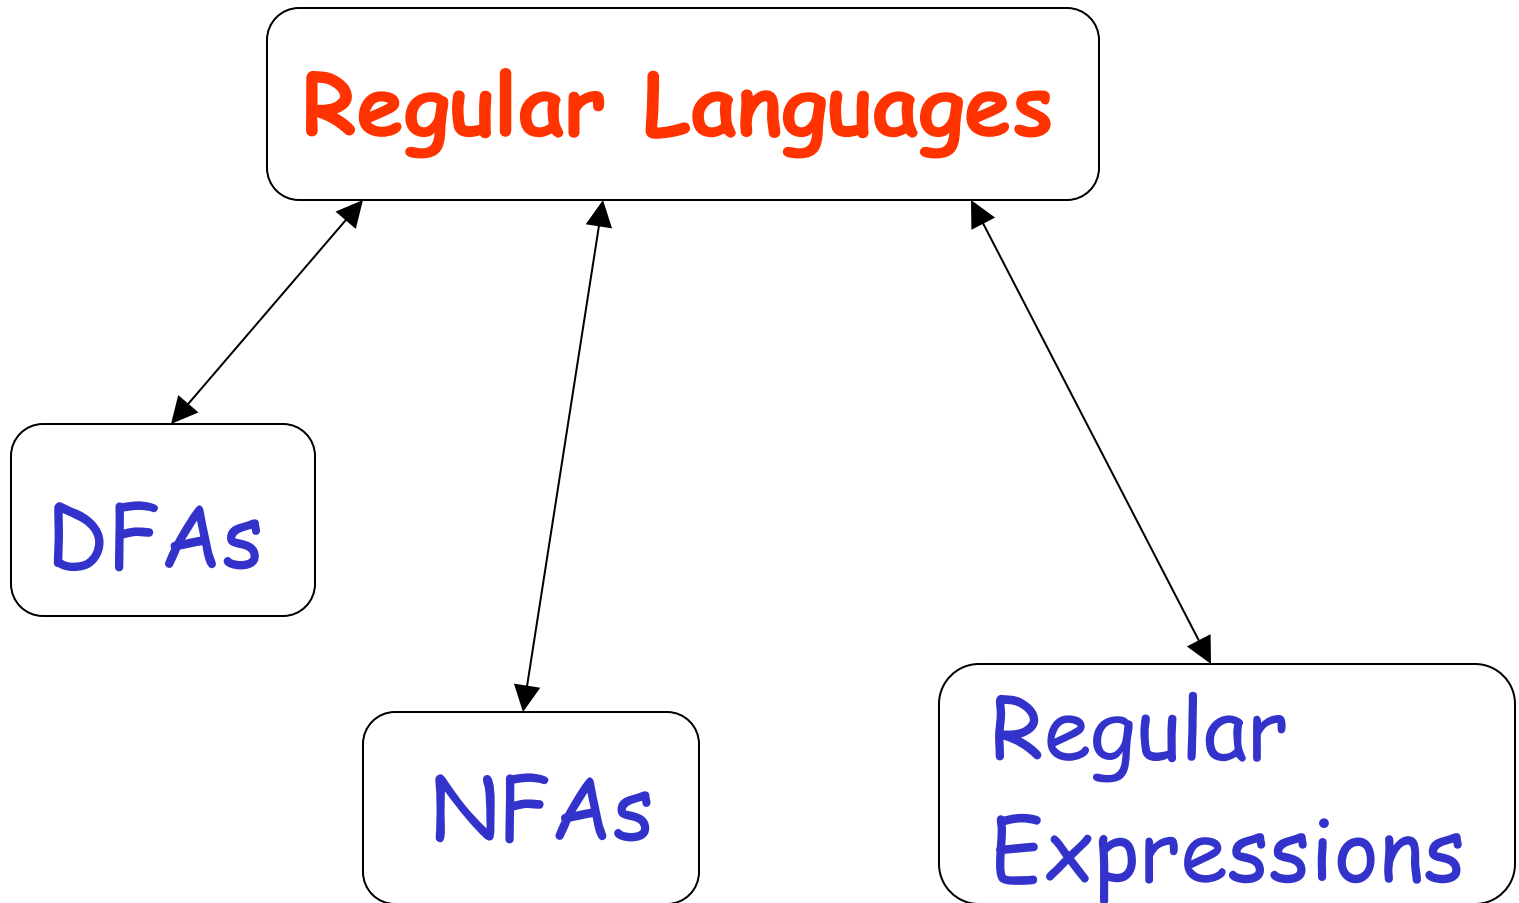 Regular Languages
DFAs
NFAs
Regular
Expressions